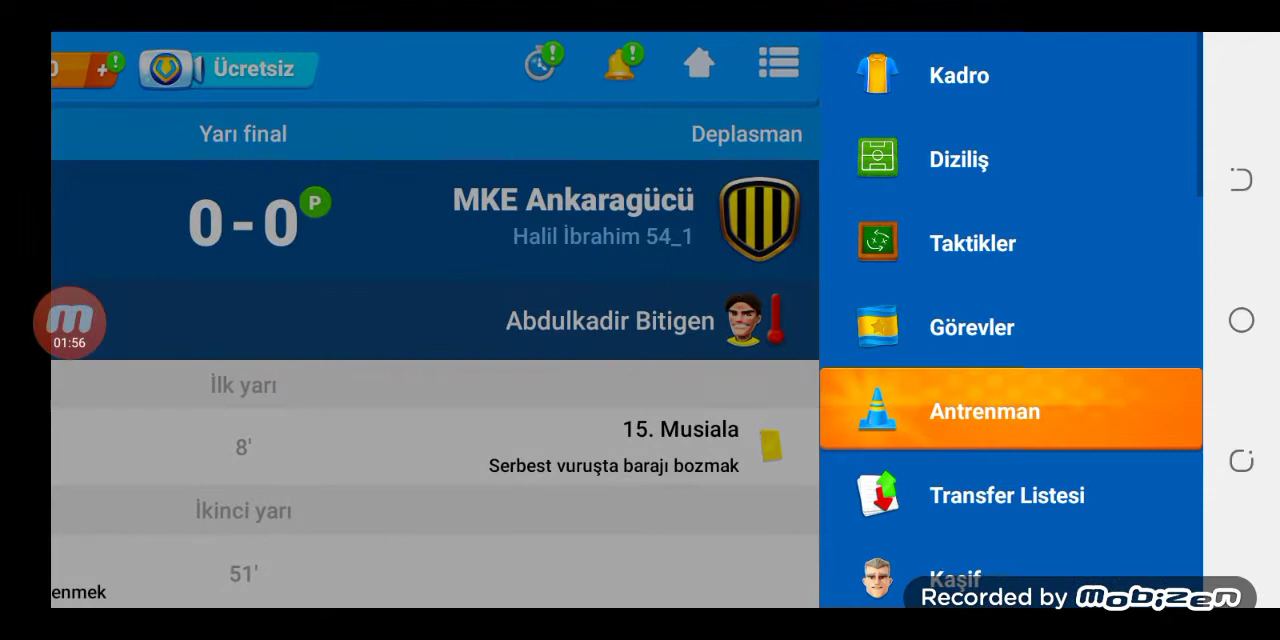 0 + !
Ücretsiz
!
!
Yarı final
Deplasman
0 - 0 P
MKE Ankaragücü
Halil İbrahim 54_1
Abdulkadir Bitigen
01:56
İlk yarı
8'
15. Musiala
Serbest vuruşta barajı bozmak
İkinci yarı
51'
enmek
Kadro
Diziliş
Taktikler
Görevler
Antrenman
Transfer Listesi
Kaşif
Recorded by mobizen